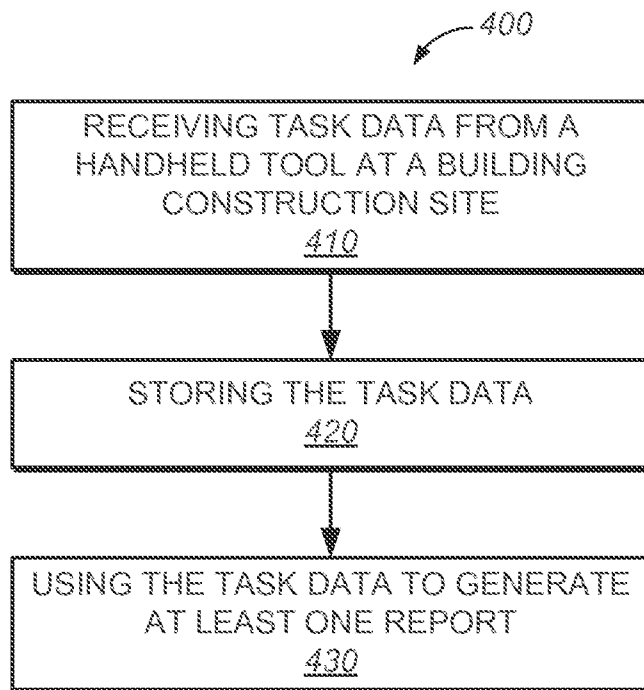 400
RECEIVING TASK DATA FROM A
HANDHELD TOOL AT A BUILDING
CONSTRUCTION SITE
410
STORING THE TASK DATA
420
USING THE TASK DATA TO GENERATE
AT LEAST ONE REPORT
430